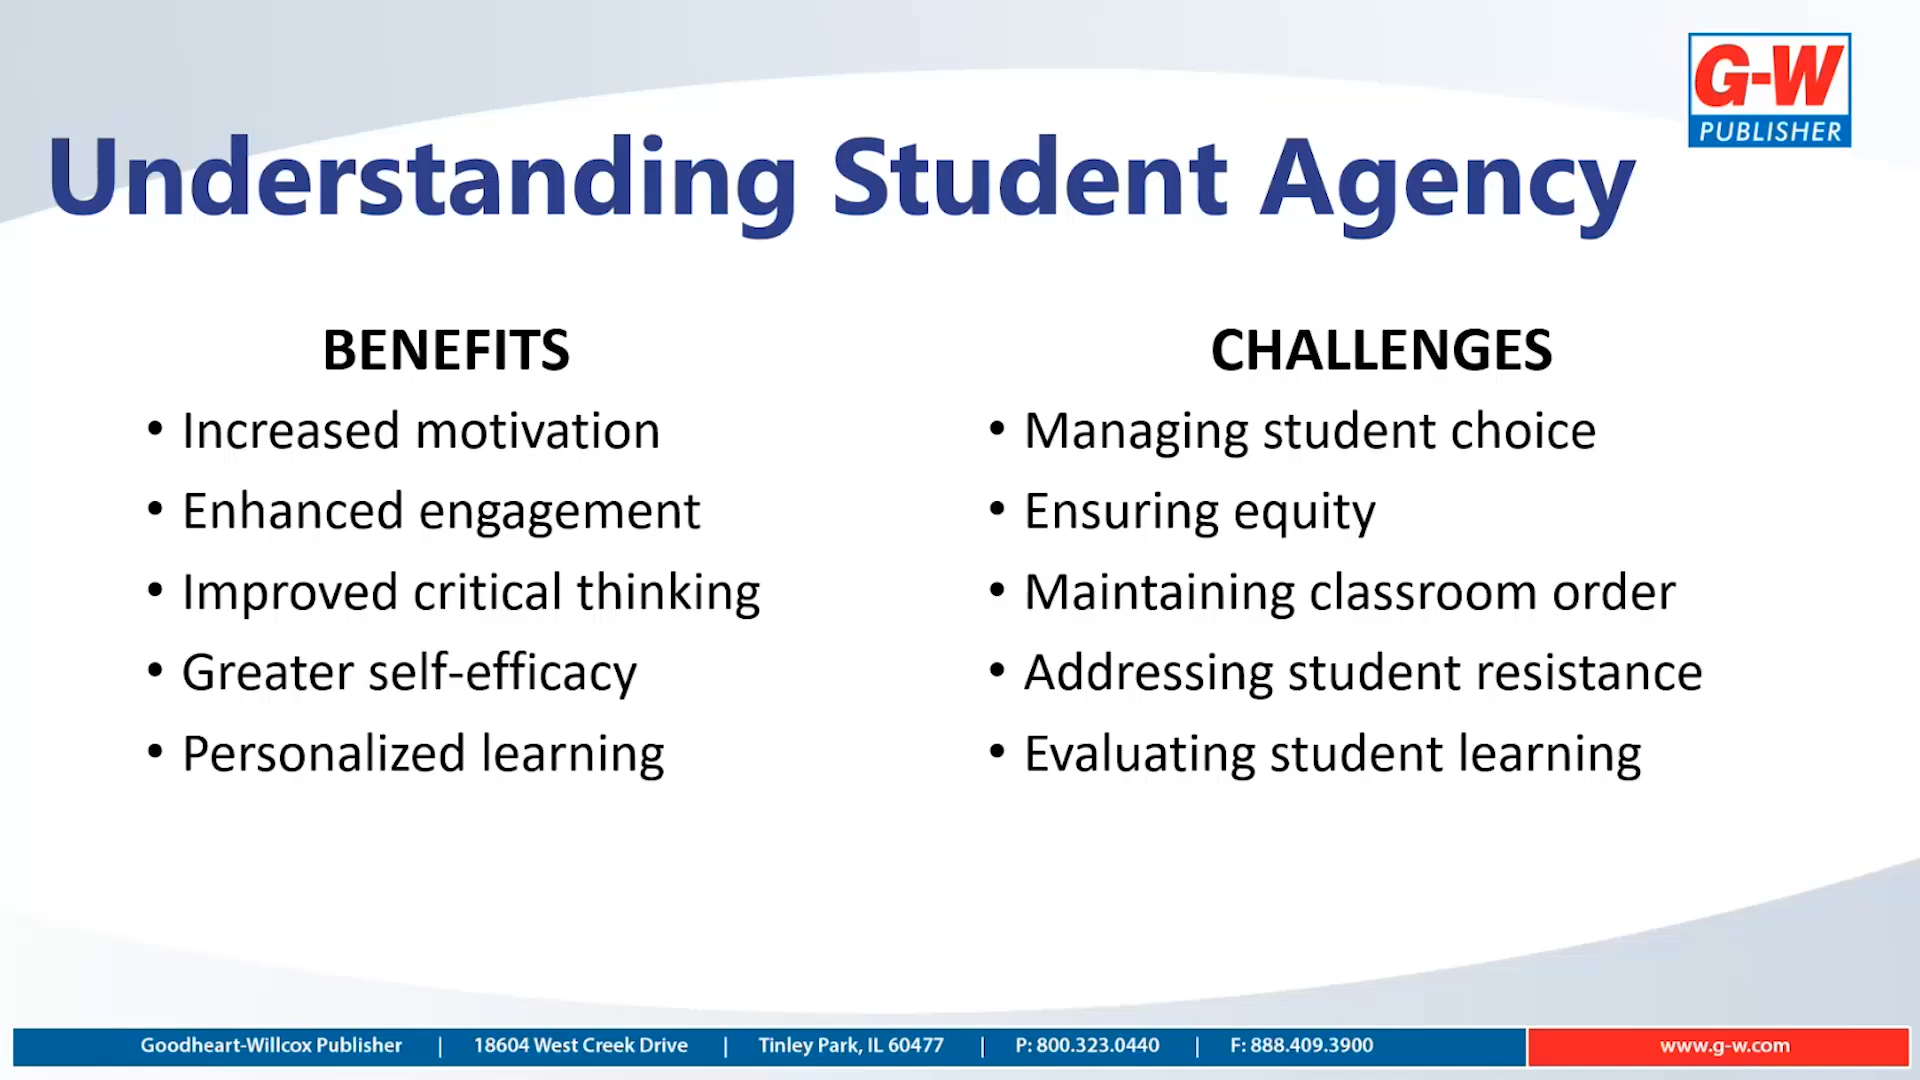 G-W
PUBLISHER
Understanding Student Agency
BENEFITS
• Increased motivation
• Enhanced engagement
• Improved critical thinking
• Greater self-efficacy
• Personalized learning
CHALLENGES
• Managing student choice
• Ensuring equity
• Maintaining classroom order
• Addressing student resistance
• Evaluating student learning
Goodheart-Willcox Publisher | 18604 West Creek Drive | Tinley Park, IL 60477 | P: 800.323.0440 | F: 888.409.3900 www.g-w.com